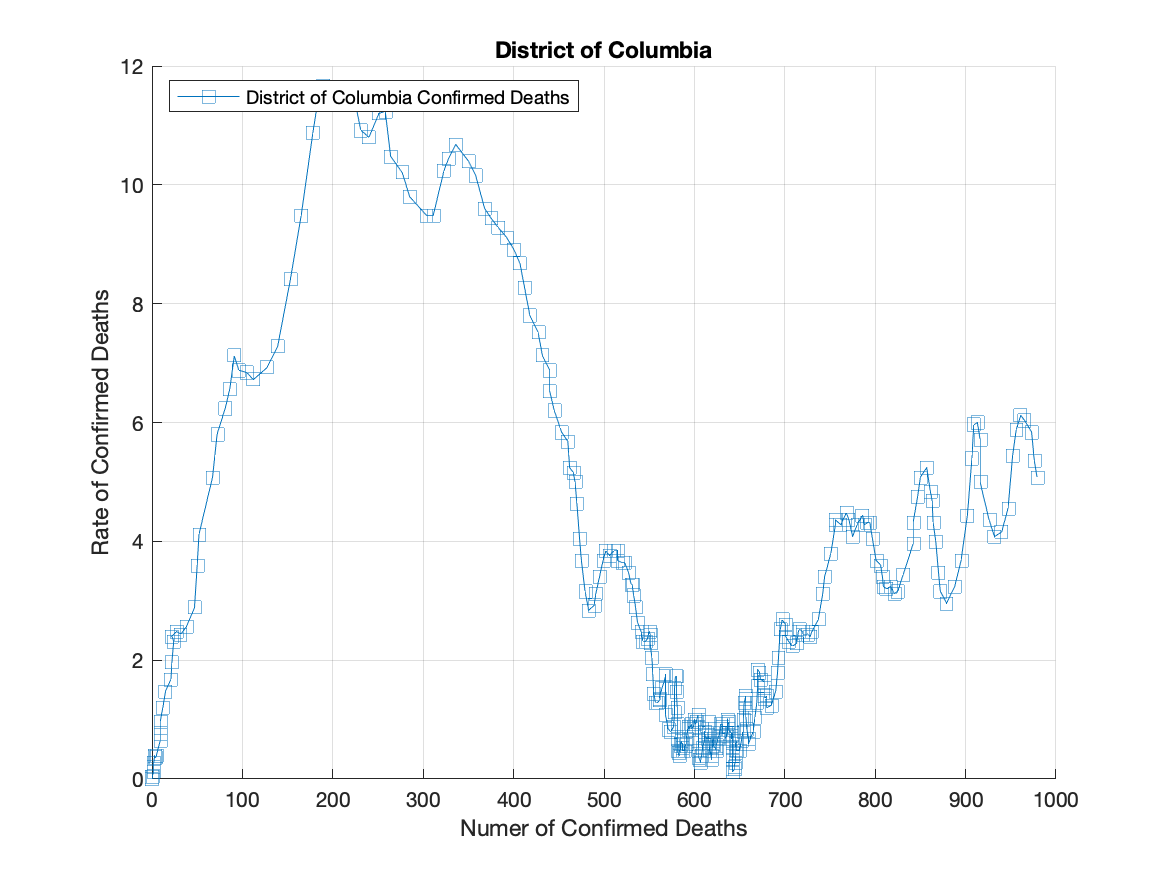 District of Columbia
12
District of Columbia Confirmed Deaths
10
8
6
4
2
0
Rate of Confirmed Deaths
0 100 200 300 400 500 600 700 800 900 1000
Numer of Confirmed Deaths